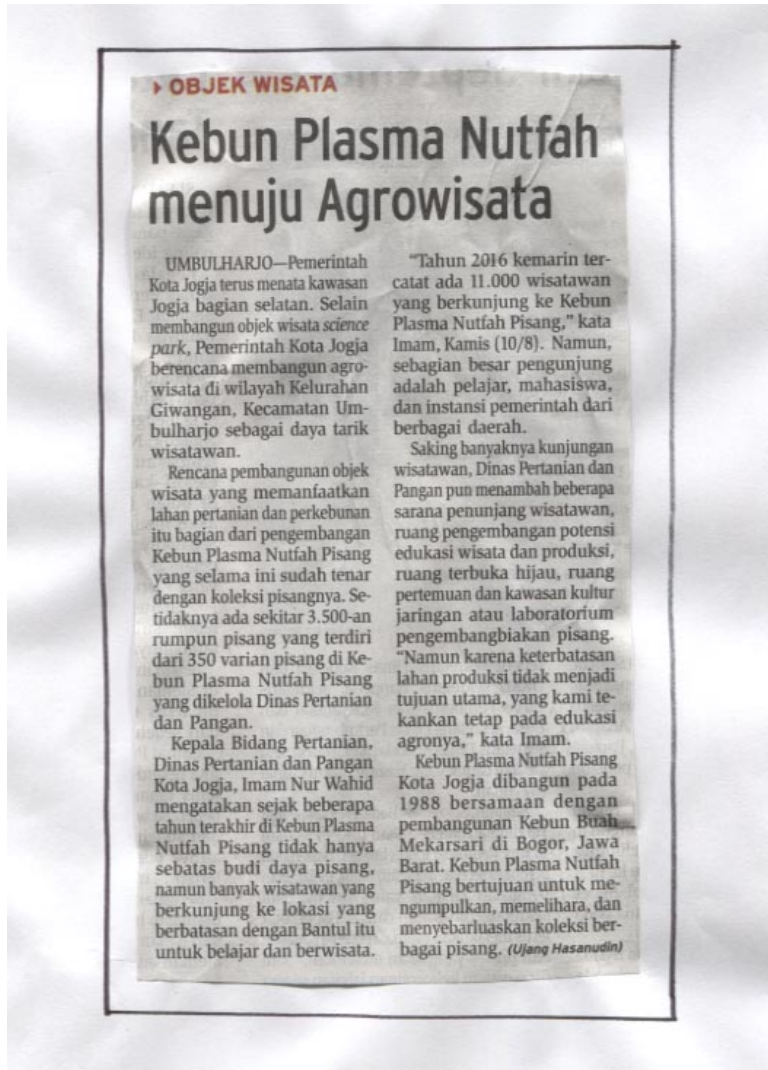 OBJEK WISATA
Kebun Plasma Nutfah
menuju Agrowisata
UMBULHARJO—Pemerintah
Kota Jogja terus menata kawasan
Jogja bagian selatan. Selain
membangun objek wisata science
park, Pemerintah Kota Jogja
berencana membangun agro-
wisata di wilayah Kelurahan
Giwangan, Kecamatan Um-
bulharjo sebagai daya tarik
wisatawan.
Rencana pembangunan objek
wisata yang memanfaatkan
lahan pertanian dan perkebunan
itu bagian dari pengembangan
Kebun Plasma Nutfah Pisang
yang selama ini sudah tenar
dengan koleksi pisangnya. Se-
tidaknya ada sekitar 3.500-an
rumpun pisang yang terdiri
dari 350 varian pisang di Ke-
bun Plasma Nutfah Pisang
yang dikelola Dinas Pertanian
dan Pangan.
Kepala Bidang Pertanian,
Dinas Pertanian dan Pangan
Kota Jogja, Imam Nur Wahid
mengatakan sejak beberapa
tahun terakhir di Kebun Plasma
Nutfah Pisang tidak hanya
sebatas budi daya pisang,
namun banyak wisatawan yang
berkunjung ke lokasi yang
berbatasan dengan Bantul itu
untuk belajar dan berwisata.
“Tahun 2016 kemarin ter-
catat ada 11.000 wisatawan
yang berkunjung ke Kebun
Plasma Nutfah Pisang,” kata
Imam, Kamis (10/8). Namun,
sebagian besar pengunjung
adalah pelajar, mahasiswa,
dan instansi pemerintah dari
berbagai daerah.
Saking banyaknya kunjungan
wisatawan, Dinas Pertanian dan
Pangan pun menambah beberapa
sarana penunjang wisatawan,
ruang pengembangan potensi
edukasi wisata dan produksi,
ruang terbuka hijau, ruang
pertemuan dan kawasan kultur
jaringan atau laboratorium
pengembangbiakan pisang.
“Namun karena keterbatasan
lahan produksi tidak menjadi
tujuan utama, yang kami te-
kankan tetap pada edukasi
agronya,” kata Imam.
Kebun Plasma Nutfah Pisang
Kota Jogja dibangun pada
1988 bersamaan dengan
pembangunan Kebun Buah
Mekarsari di Bogor, Jawa
Barat. Kebun Plasma Nutfah
Pisang bertujuan untuk me-
ngumpulkan, memelihara, dan
menyebarluaskan koleksi ber-
bagai pisang. (Ujang Hasanudin)